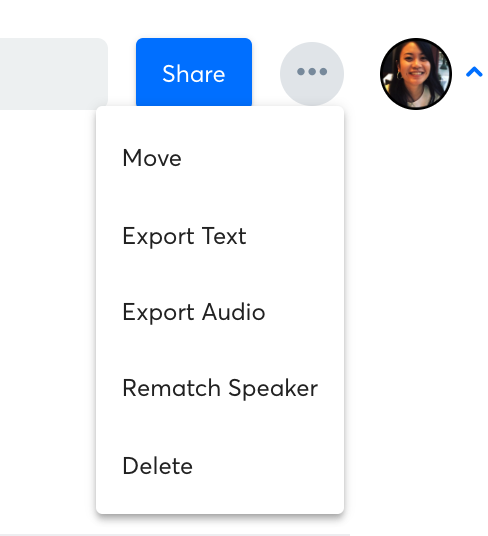 Share
Move
Export Text
Export Audio
Rematch Speaker
Delete